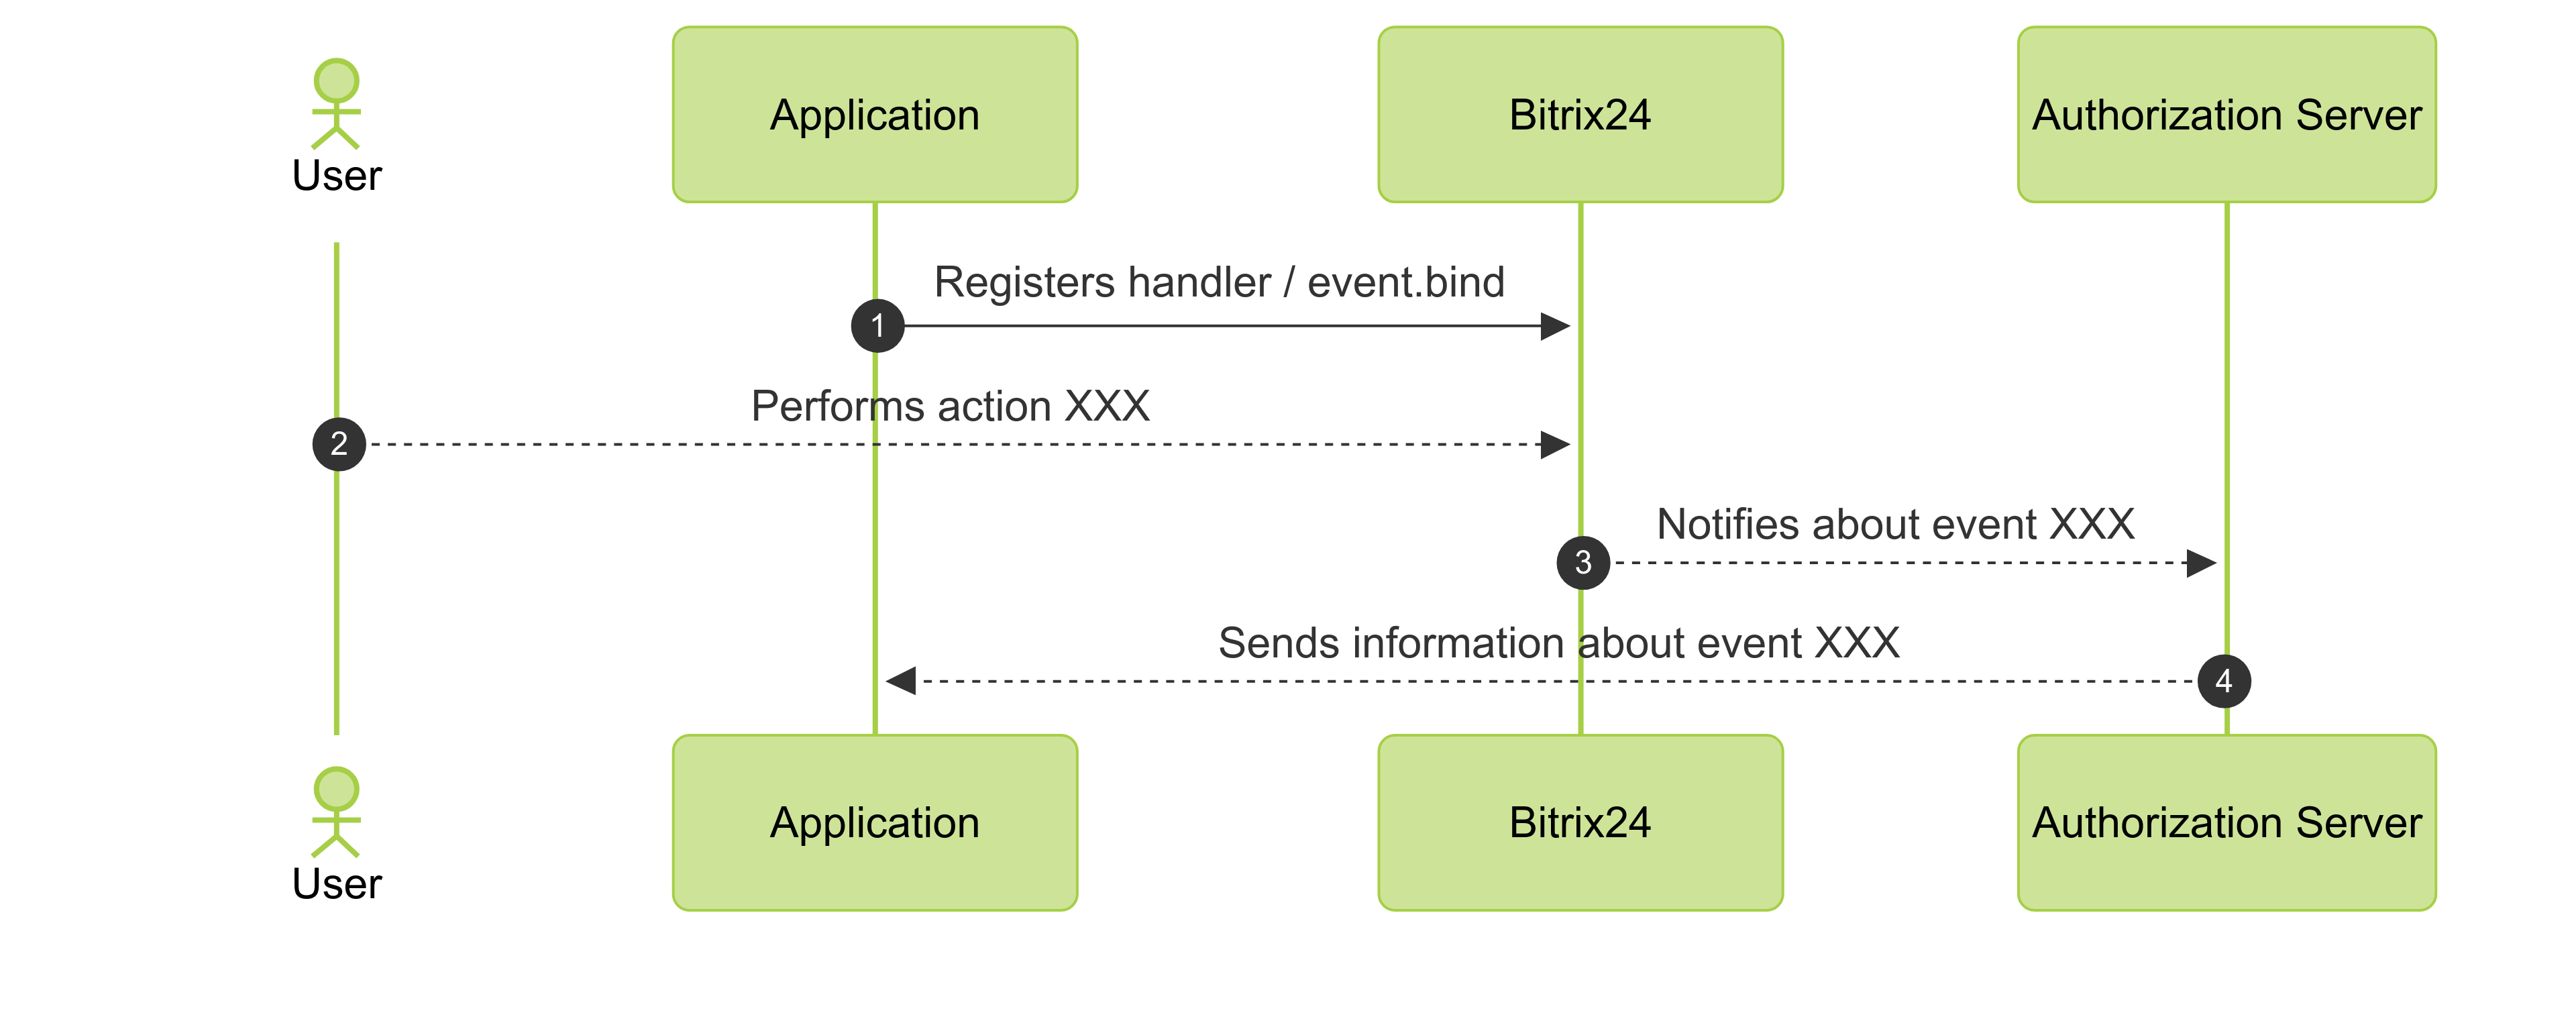 User
Application
Bitrix24
Authorization Server
Registers handler / event.bind
1
Performs action XXX
2
Notifies about event XXX
3
Sends information about event XXX
4
User
Application
Bitrix24
Authorization Server